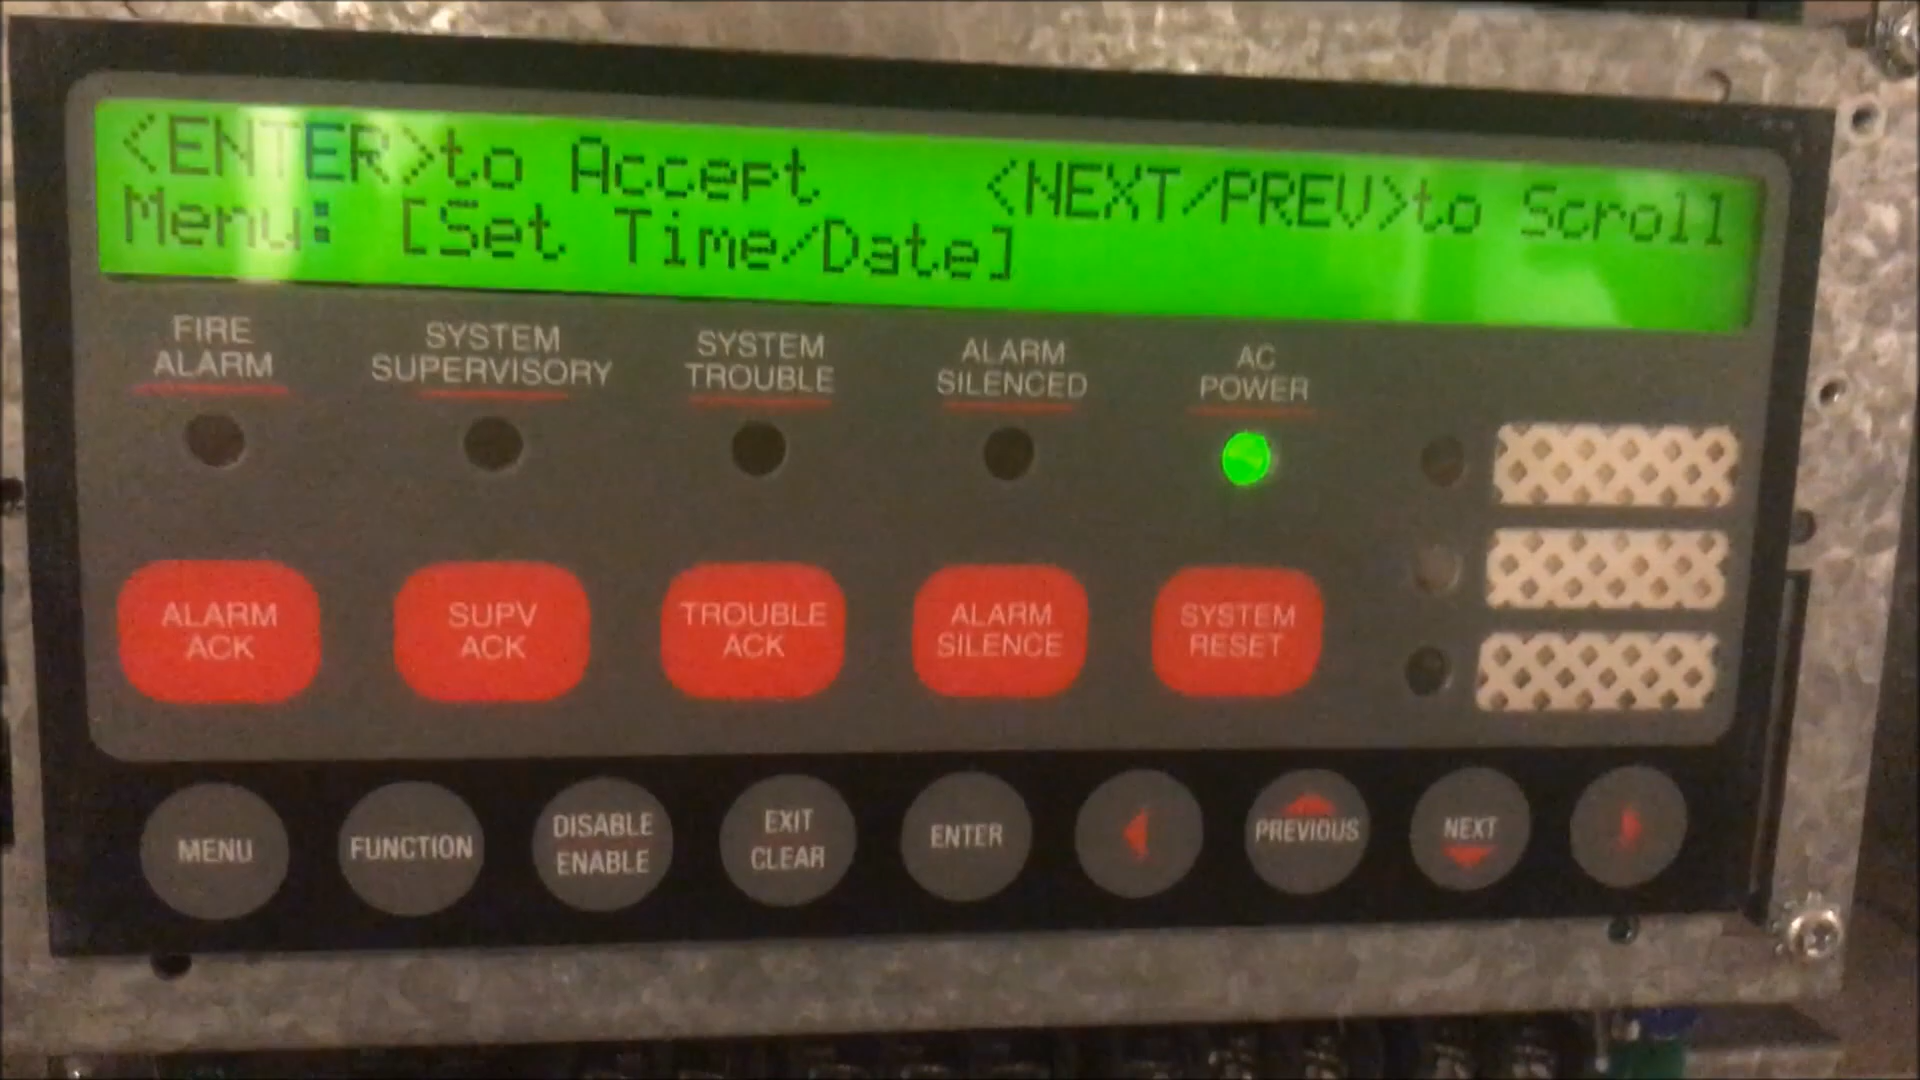 <ENTER>to Accept <NEXT/PREV>to Scroll
Menu: [Set Time/Date]
FIRE
ALARM
SYSTEM
SUPERVISORY
SYSTEM
TROUBLE
ALARM
SILENCED
AC
POWER
ALARM
ACK
SUPV
ACK
TROUBLE
ACK
ALARM
SILENCE
SYSTEM
RESET
MENU
FUNCTION
DISABLE
ENABLE
EXIT
CLEAR
ENTER
PREVIOUS
NEXT